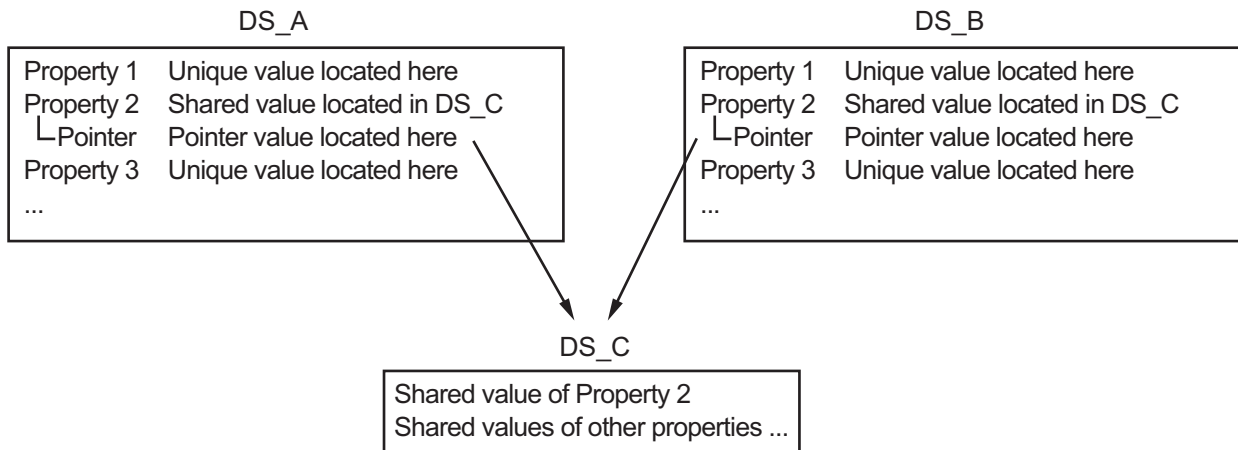 DS_A
Property 1 Unique value located here
Property 2 Shared value located in DS_C
Pointer Pointer value located here
Property 3 Unique value located here
...
DS_B
Property 1 Unique value located here
Property 2 Shared value located in DS_C
Pointer Pointer value located here
Property 3 Unique value located here
...
DS_C
Shared value of Property 2
Shared values of other properties ...